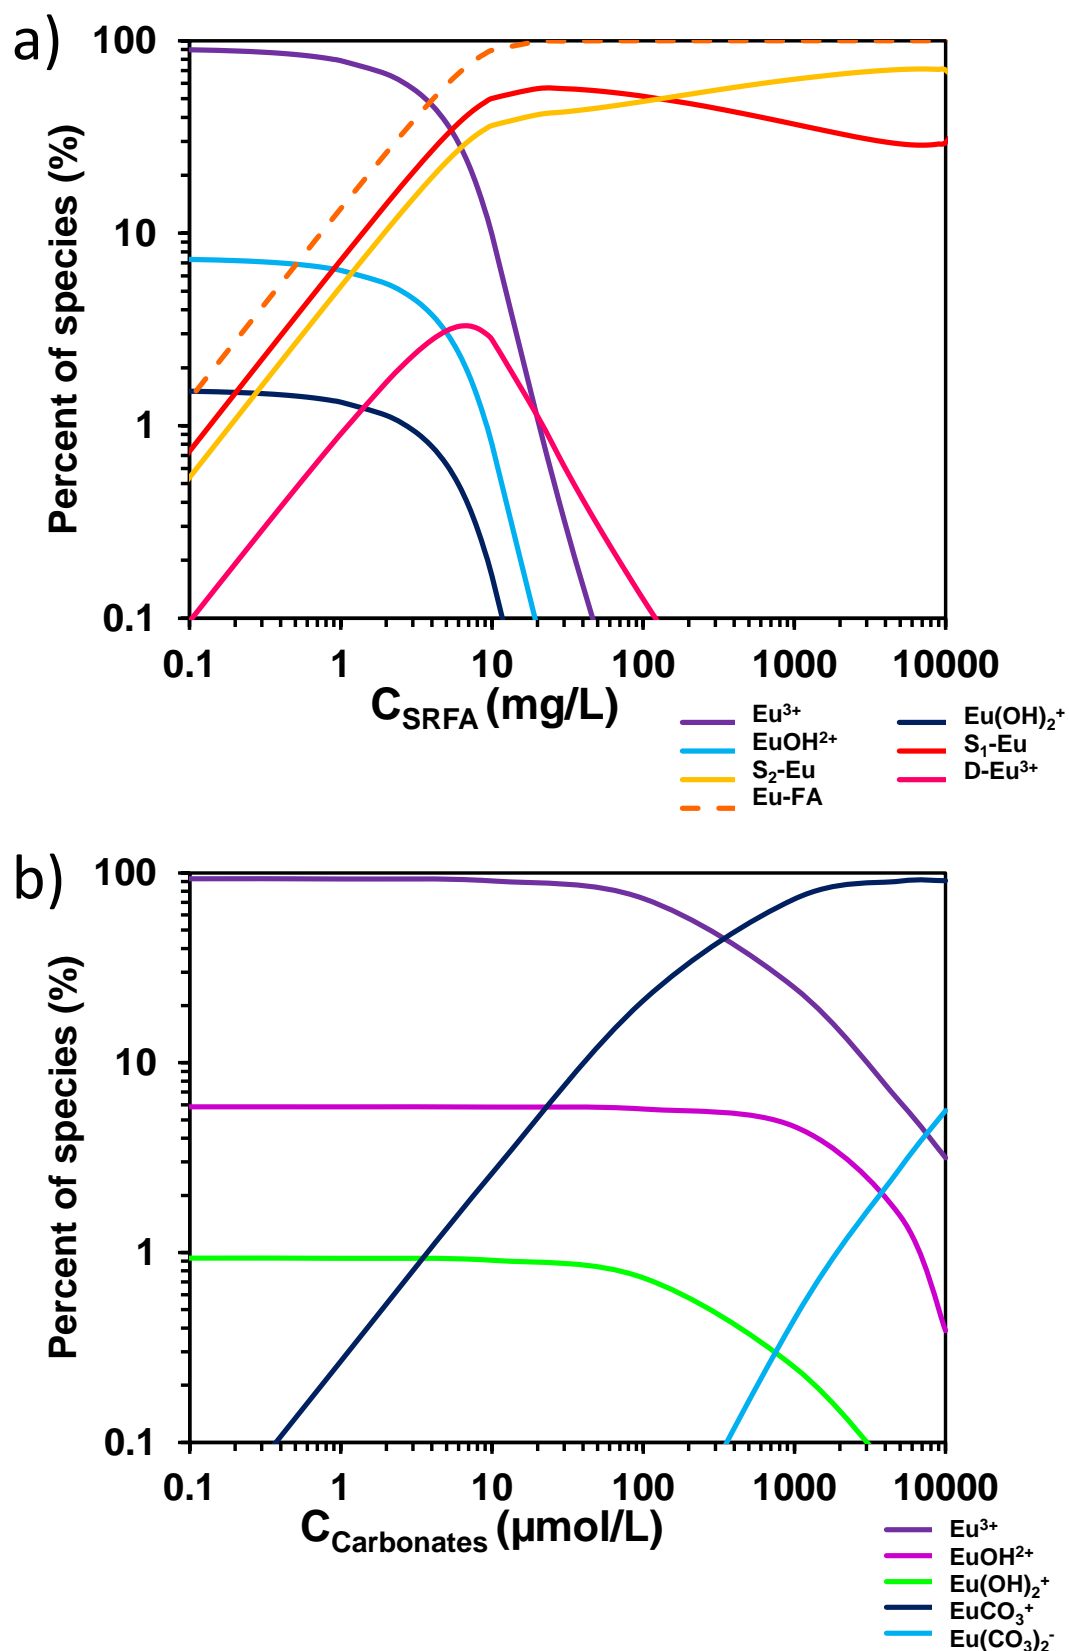 a)
Percent of species (%)
100
10
1
0.1
0.1 1 10 100 1000 10000
C_SRFA (mg/L)
Eu³⁺ Eu(OH)₂⁺
EuOH²⁺ S₁-Eu
S₂-Eu D-Eu³⁺
Eu-FA
b)
Percent of species (%)
100
10
1
0.1
0.1 1 10 100 1000 10000
C_Carbonates (µmol/L)
Eu³⁺
EuOH²⁺
Eu(OH)₂⁺
EuCO₃⁺
Eu(CO₃)₂⁻